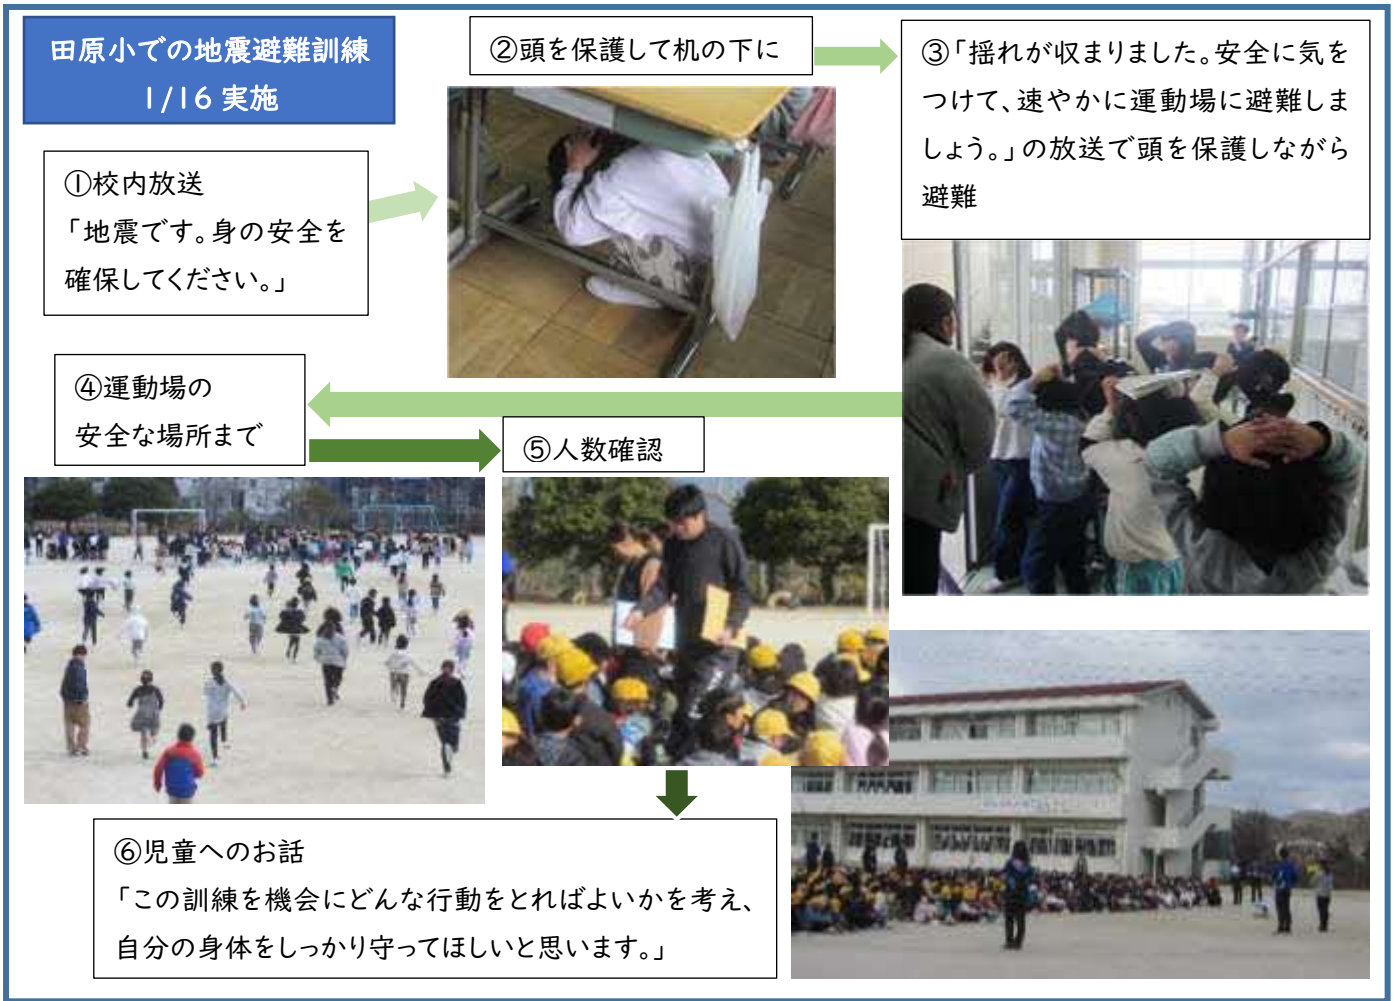 田原小での地震避難訓練
1/16 実施
①校内放送
「地震です。身の安全を
確保してください。」
②頭を保護して机の下に
③「揺れが収まりました。安全に気を
つけて、速やかに運動場に避難しま
しょう。」の放送で頭を保護しながら
避難
④運動場の
安全な場所まで
⑤人数確認
⑥児童へのお話
「この訓練を機会にどんな行動をとればよいかを考え、
自分の身体をしっかり守ってほしいと思います。」